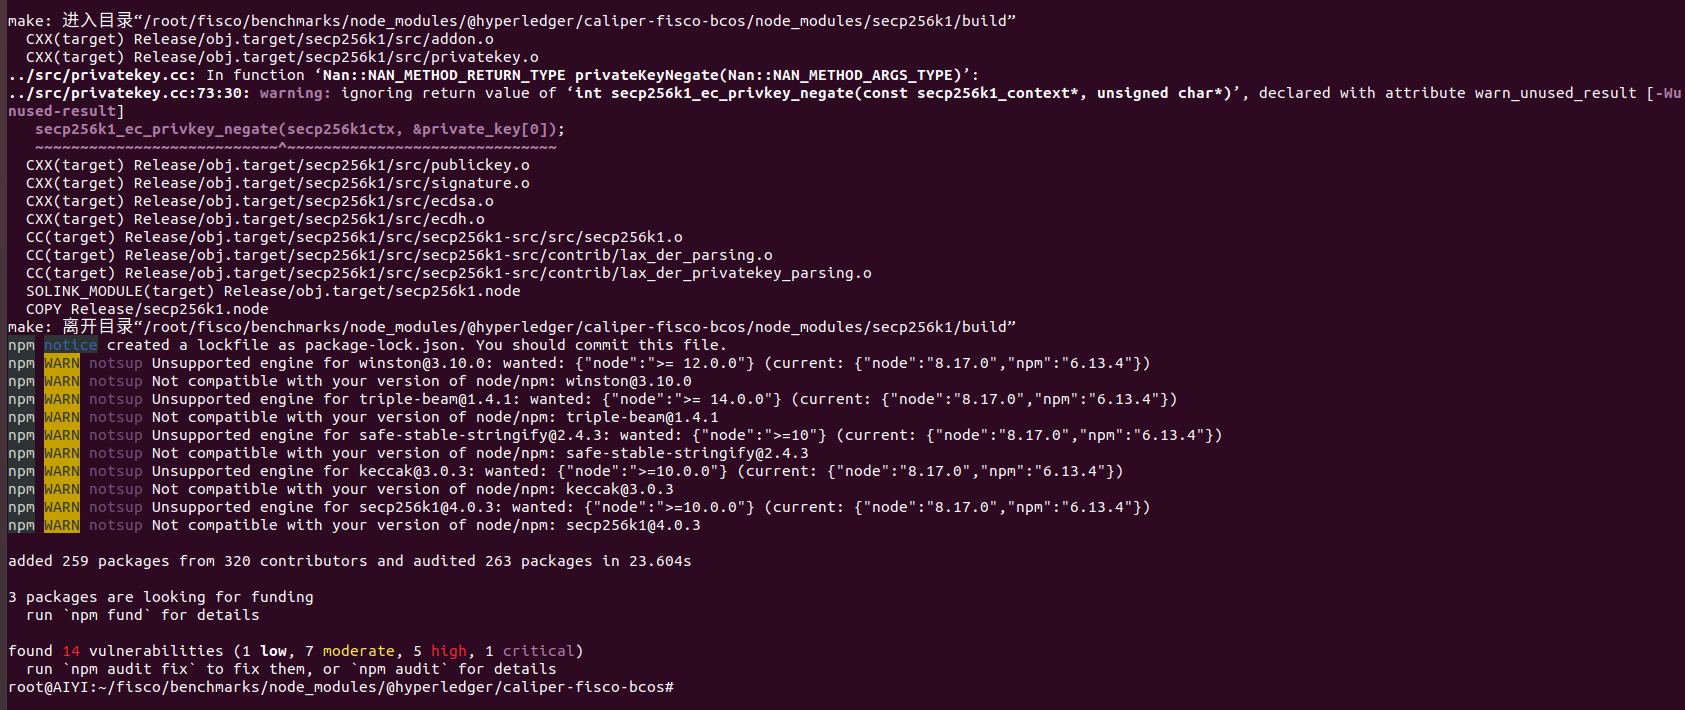 make: 进入目录“/root/fisco/benchmarks/node_modules/@hyperledger/caliper-fisco-bcos/node_modules/secp256k1/build”
  CXX(target) Release/obj.target/secp256k1/src/addon.o
  CXX(target) Release/obj.target/secp256k1/src/privatekey.o
../src/privatekey.cc: In function ‘Nan::NAN_METHOD_RETURN_TYPE privateKeyNegate(Nan::NAN_METHOD_ARGS_TYPE)’:
../src/privatekey.cc:73:30: warning: ignoring return value of ‘int secp256k1_ec_privkey_negate(const secp256k1_context*, unsigned char*)’, declared with attribute warn_unused_result [-Wu
nused-result]
   secp256k1_ec_privkey_negate(secp256k1ctx, &private_key[0]);
   ~~~~~~~~~~~~~~~~~~~~~~~~~~~^~~~~~~~~~~~~~~~~~~~~~~~~~~~~~~
  CXX(target) Release/obj.target/secp256k1/src/publickey.o
  CXX(target) Release/obj.target/secp256k1/src/signature.o
  CXX(target) Release/obj.target/secp256k1/src/ecdsa.o
  CXX(target) Release/obj.target/secp256k1/src/ecdh.o
  CC(target) Release/obj.target/secp256k1/src/secp256k1-src/src/secp256k1.o
  CC(target) Release/obj.target/secp256k1/src/secp256k1-src/contrib/lax_der_parsing.o
  CC(target) Release/obj.target/secp256k1/src/secp256k1-src/contrib/lax_der_privatekey_parsing.o
  SOLINK_MODULE(target) Release/obj.target/secp256k1.node
  COPY Release/secp256k1.node
make: 离开目录“/root/fisco/benchmarks/node_modules/@hyperledger/caliper-fisco-bcos/node_modules/secp256k1/build”
npm notice created a lockfile as package-lock.json. You should commit this file.
npm WARN notsup Unsupported engine for winston@3.10.0: wanted: {"node":">= 12.0.0"} (current: {"node":"8.17.0","npm":"6.13.4"})
npm WARN notsup Not compatible with your version of node/npm: winston@3.10.0
npm WARN notsup Unsupported engine for triple-beam@1.4.1: wanted: {"node":">= 14.0.0"} (current: {"node":"8.17.0","npm":"6.13.4"})
npm WARN notsup Not compatible with your version of node/npm: triple-beam@1.4.1
npm WARN notsup Unsupported engine for safe-stable-stringify@2.4.3: wanted: {"node":">=10"} (current: {"node":"8.17.0","npm":"6.13.4"})
npm WARN notsup Not compatible with your version of node/npm: safe-stable-stringify@2.4.3
npm WARN notsup Unsupported engine for keccak@3.0.3: wanted: {"node":">=10.0.0"} (current: {"node":"8.17.0","npm":"6.13.4"})
npm WARN notsup Not compatible with your version of node/npm: keccak@3.0.3
npm WARN notsup Unsupported engine for secp256k1@4.0.3: wanted: {"node":">=10.0.0"} (current: {"node":"8.17.0","npm":"6.13.4"})
npm WARN notsup Not compatible with your version of node/npm: secp256k1@4.0.3

added 259 packages from 320 contributors and audited 263 packages in 23.604s

3 packages are looking for funding
  run `npm fund` for details

found 14 vulnerabilities (1 low, 7 moderate, 5 high, 1 critical)
  run `npm audit fix` to fix them, or `npm audit` for details
root@AIYI:~/fisco/benchmarks/node_modules/@hyperledger/caliper-fisco-bcos#